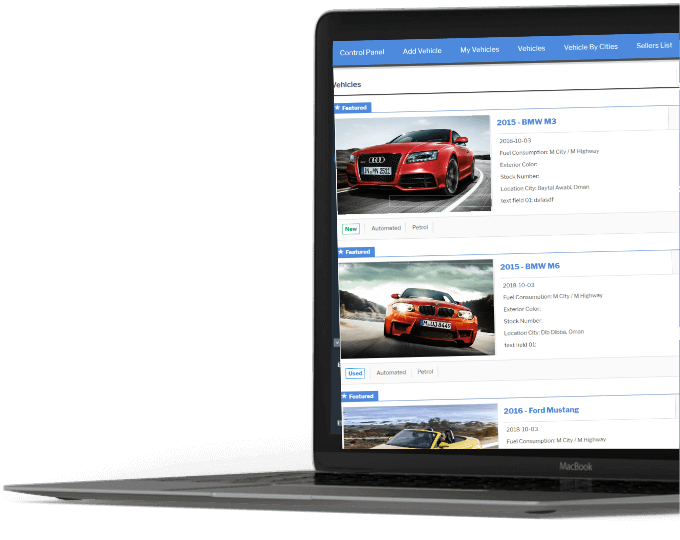 Control Panel Add Vehicle My Vehicles Vehicles Vehicle By Cities Sellers List
Vehicles
Featured
2015 - BMW M3
2018-10-03
Fuel Consumption: M City / M Highway
Exterior Color:
Stock Number:
Location City: Baytai Awabi, Oman
text field 01: dsfasdf
New Automated Petrol
Featured
2015 - BMW M6
2018-10-03
Fuel Consumption: M City / M Highway
Exterior Color:
Stock Number:
Location City: Dib Dibba, Oman
text field 01:
Used Automated Petrol
Featured
2016 - Ford Mustang
2018-10-03
Fuel Consumption: M City / M Highway
MacBook